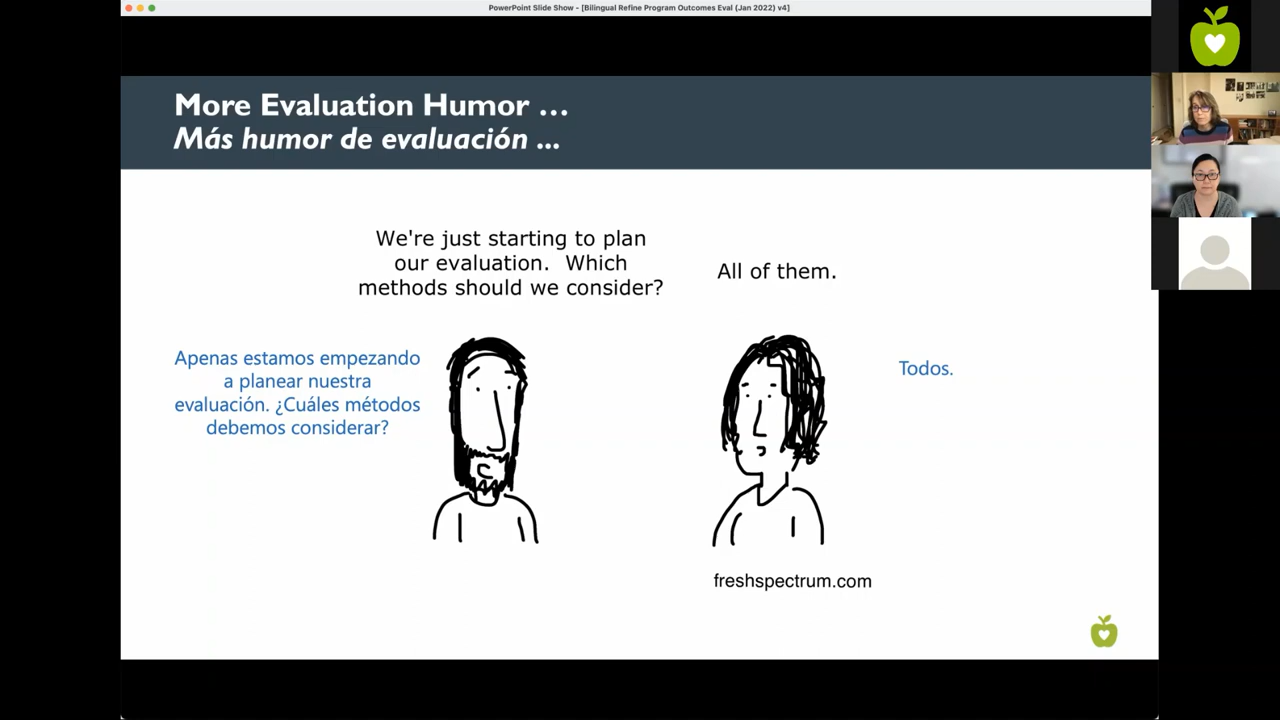 PowerPoint Slide Show - [Bilingual Refine Program Outcomes Eval (Jan 2022) v4]
More Evaluation Humor ...
Más humor de evaluación ...
We're just starting to plan
our evaluation. Which
methods should we consider?
All of them.
Apenas estamos empezando
a planear nuestra
evaluación. ¿Cuáles métodos
debemos considerar?
Todos.
freshspectrum.com